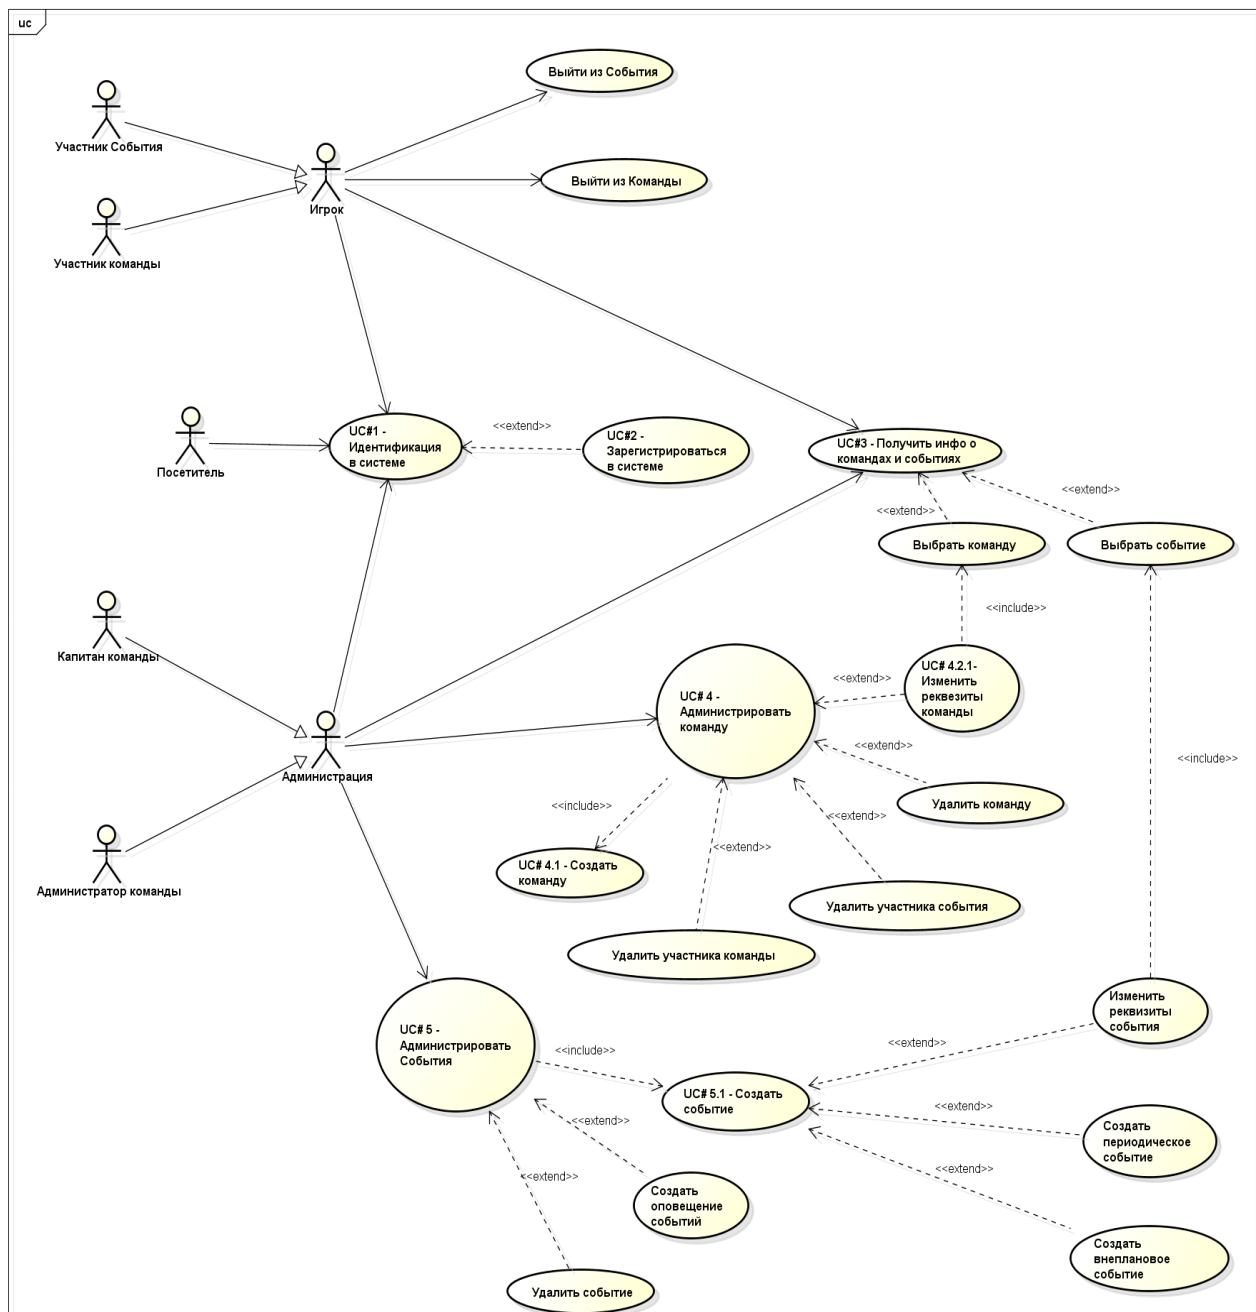 uc
Выйти из События
Участник События
Выйти из Команды
Игрок
Участник команды
UC#1 -
Идентификация
в системе
<<extend>>
UC#2 -
Зарегистрироваться
в системе
UC#3 - Получить инфо о
командах и событиях
Посетитель
<<extend>>
<<extend>>
Выбрать команду
Выбрать событие
<<include>>
Капитан команды
UC# 4 -
Администрировать
команду
<<extend>>
UC# 4.2.1-
Изменить
реквезиты
команды
<<include>>
Администрация
<<extend>>
Удалить команду
<<include>>
<<extend>>
<<extend>>
UC# 4.1 - Создать
команду
Администратор команды
Удалить участника события
Удалить участника команды
Изменить
реквизиты
события
UC# 5 -
Администрировать
События
<<include>>
<<extend>>
UC# 5.1 - Создать
событие
<<extend>>
<<extend>>
Создать
периодическое
событие
<<extend>>
<<extend>>
Создать
оповещение
событий
Создать
внеплановое
событие
Удалить событие